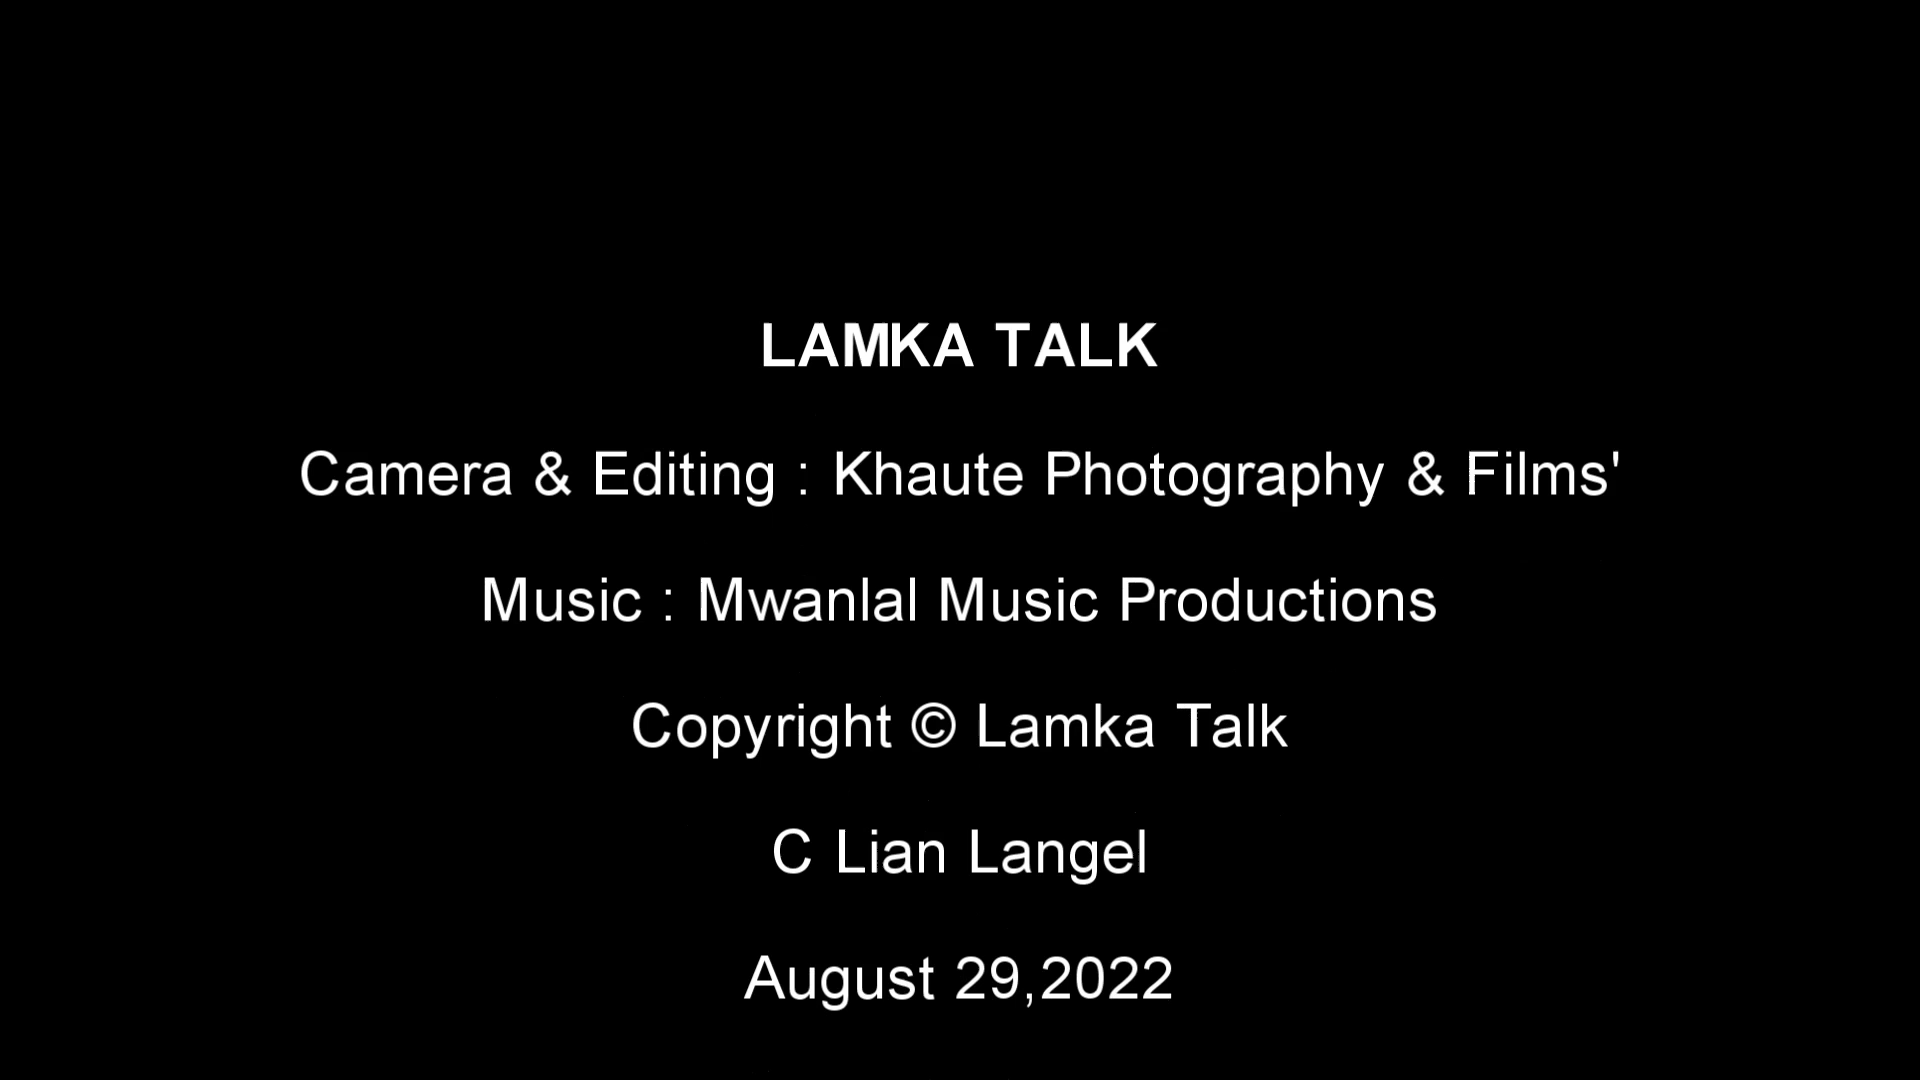 LAMKA TALK
Camera & Editing : Khaute Photography & Films'
Music : Mwanlal Music Productions
Copyright © Lamka Talk
C Lian Langel
August 29,2022